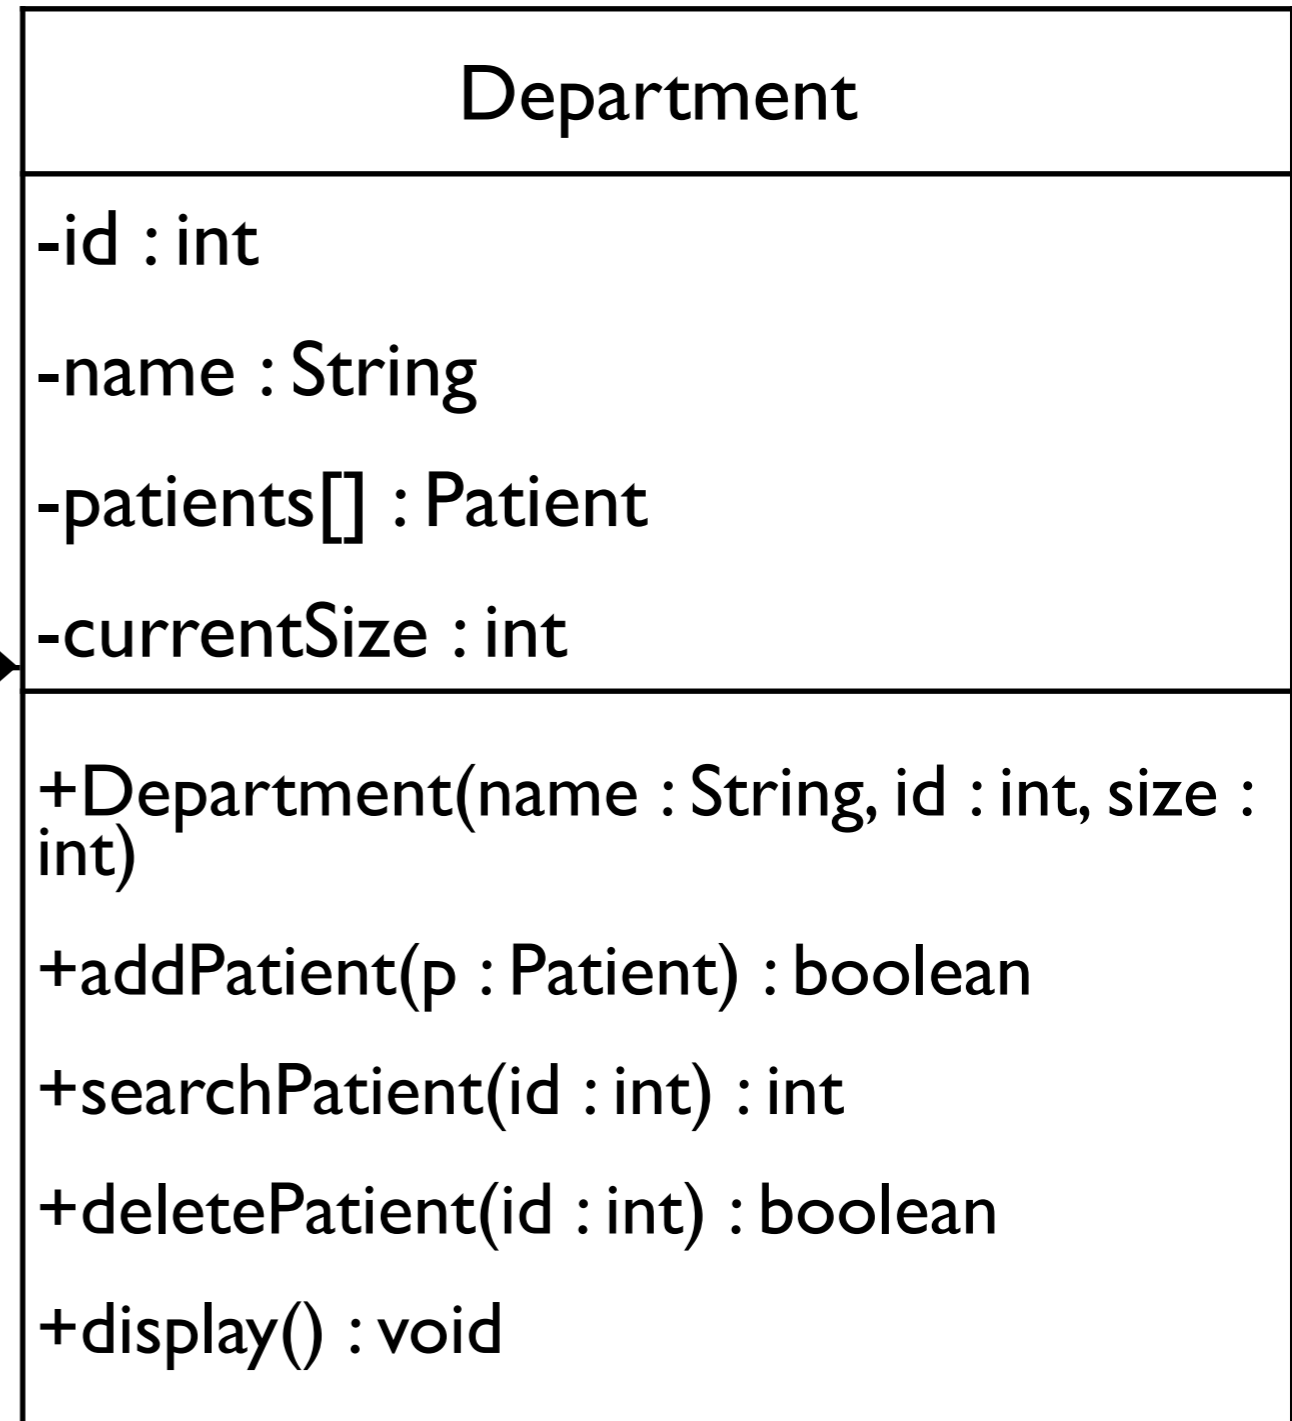 Department
-id : int
-name : String
-patients[] : Patient
-currentSize : int
+Department(name : String, id : int, size :
int)
+addPatient(p : Patient) : boolean
+searchPatient(id : int) : int
+deletePatient(id : int) : boolean
+display() : void